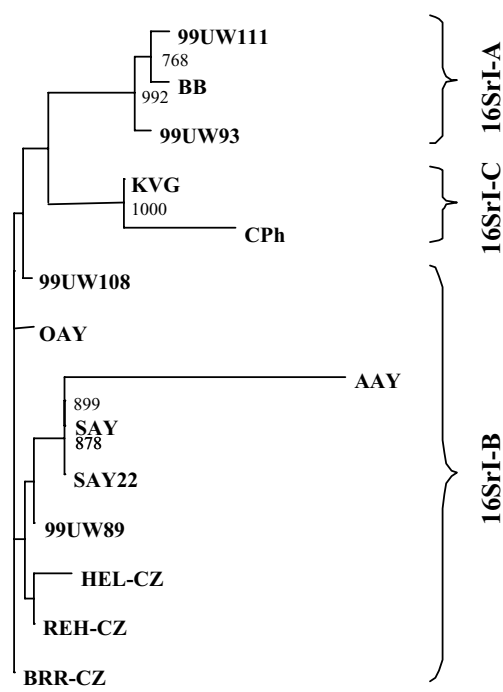 99UW111
768
BB
992
99UW93
16SrI-A
KVG
1000
CPh
16SrI-C
99UW108
OAY
AAY
899
SAY
878
SAY22
16SrI-B
99UW89
HEL-CZ
REH-CZ
BRR-CZ